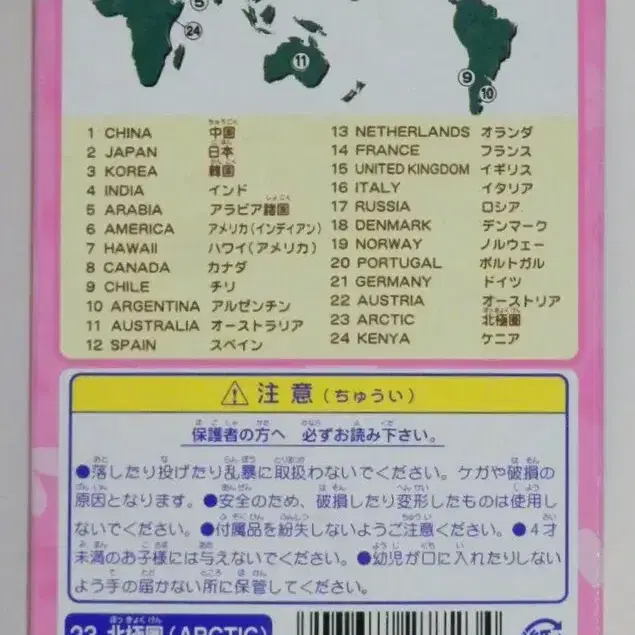 5
24
11
9
10
1 CHINA 中国
2 JAPAN 日本
3 KOREA 韓国
4 INDIA インド
5 ARABIA アラビア諸国
6 AMERICA アメリカ(インディアン)
7 HAWAII ハワイ(アメリカ)
8 CANADA カナダ
9 CHILE チリ
10 ARGENTINA アルゼンチン
11 AUSTRALIA オーストラリア
12 SPAIN スペイン
13 NETHERLANDS オランダ
14 FRANCE フランス
15 UNITED KINGDOM イギリス
16 ITALY イタリア
17 RUSSIA ロシア
18 DENMARK デンマーク
19 NORWAY ノルウェー
20 PORTUGAL ポルトガル
21 GERMANY ドイツ
22 AUSTRIA オーストリア
23 ARCTIC 北極圏
24 KENYA ケニア
注意(ちゅうい)
保護者の方へ 必ずお読み下さい。
●落したり投げたり乱暴に取扱わないでください。ケガや破損の
原因となります。●安全のため、破損したり変形したものは使用し
ないでください。●付属品を紛失しないようご注意ください。●4才
未満のお子様には与えないでください。●幼児が口に入れたりしない
よう手の届かない所に保管してください。
23 北極圏(ARCTIC)